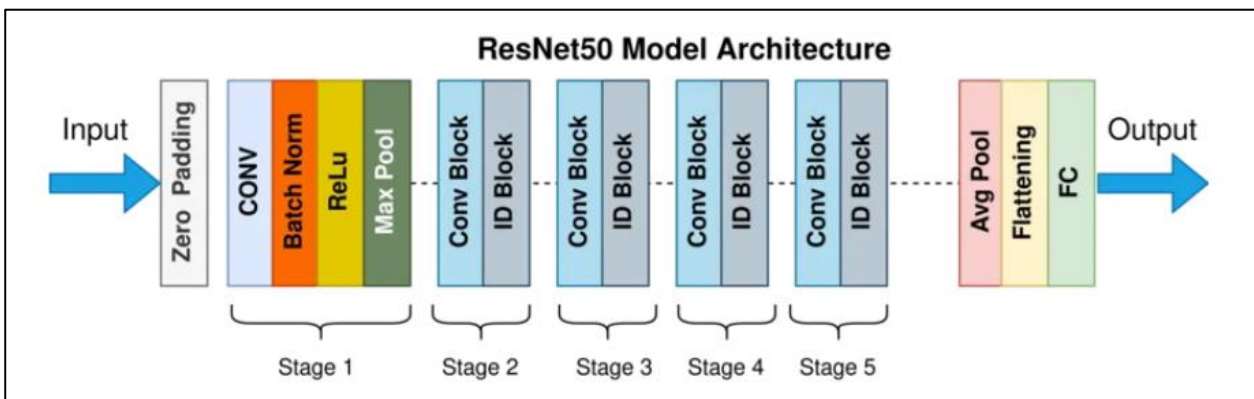 ResNet50 Model Architecture
Input
Zero Padding
CONV
Batch Norm
ReLu
Max Pool
Conv Block
ID Block
Conv Block
ID Block
Conv Block
ID Block
Conv Block
ID Block
Avg Pool
Flattening
FC
Output
Stage 1
Stage 2
Stage 3
Stage 4
Stage 5